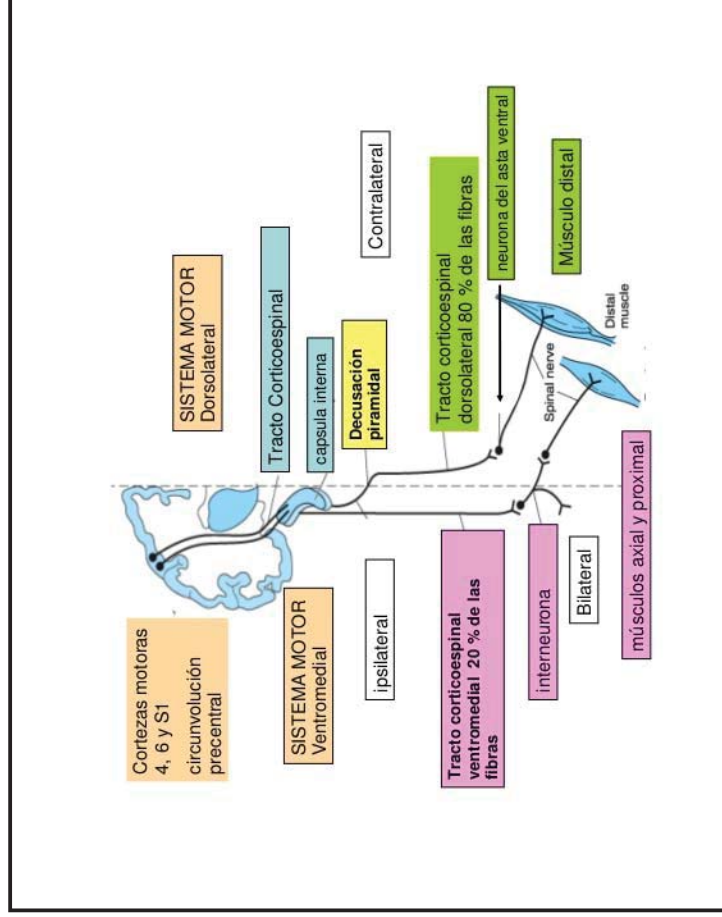 Cortezas motoras
4, 6 y S1
circunvolución
precentral
SISTEMA MOTOR
Dorsolateral
Tracto Corticoespinal
capsula interna
SISTEMA MOTOR
Ventromedial
Decusación
piramidal
ipsilateral
Contralateral
Tracto corticoespinal
ventromedial 20 % de las
fibras
Tracto corticoespinal
dorsolateral 80 % de las fibras
neurona del asta ventral
interneurona
Bilateral
Spinal nerve
Músculo distal
Distal
muscle
músculos axial y proximal